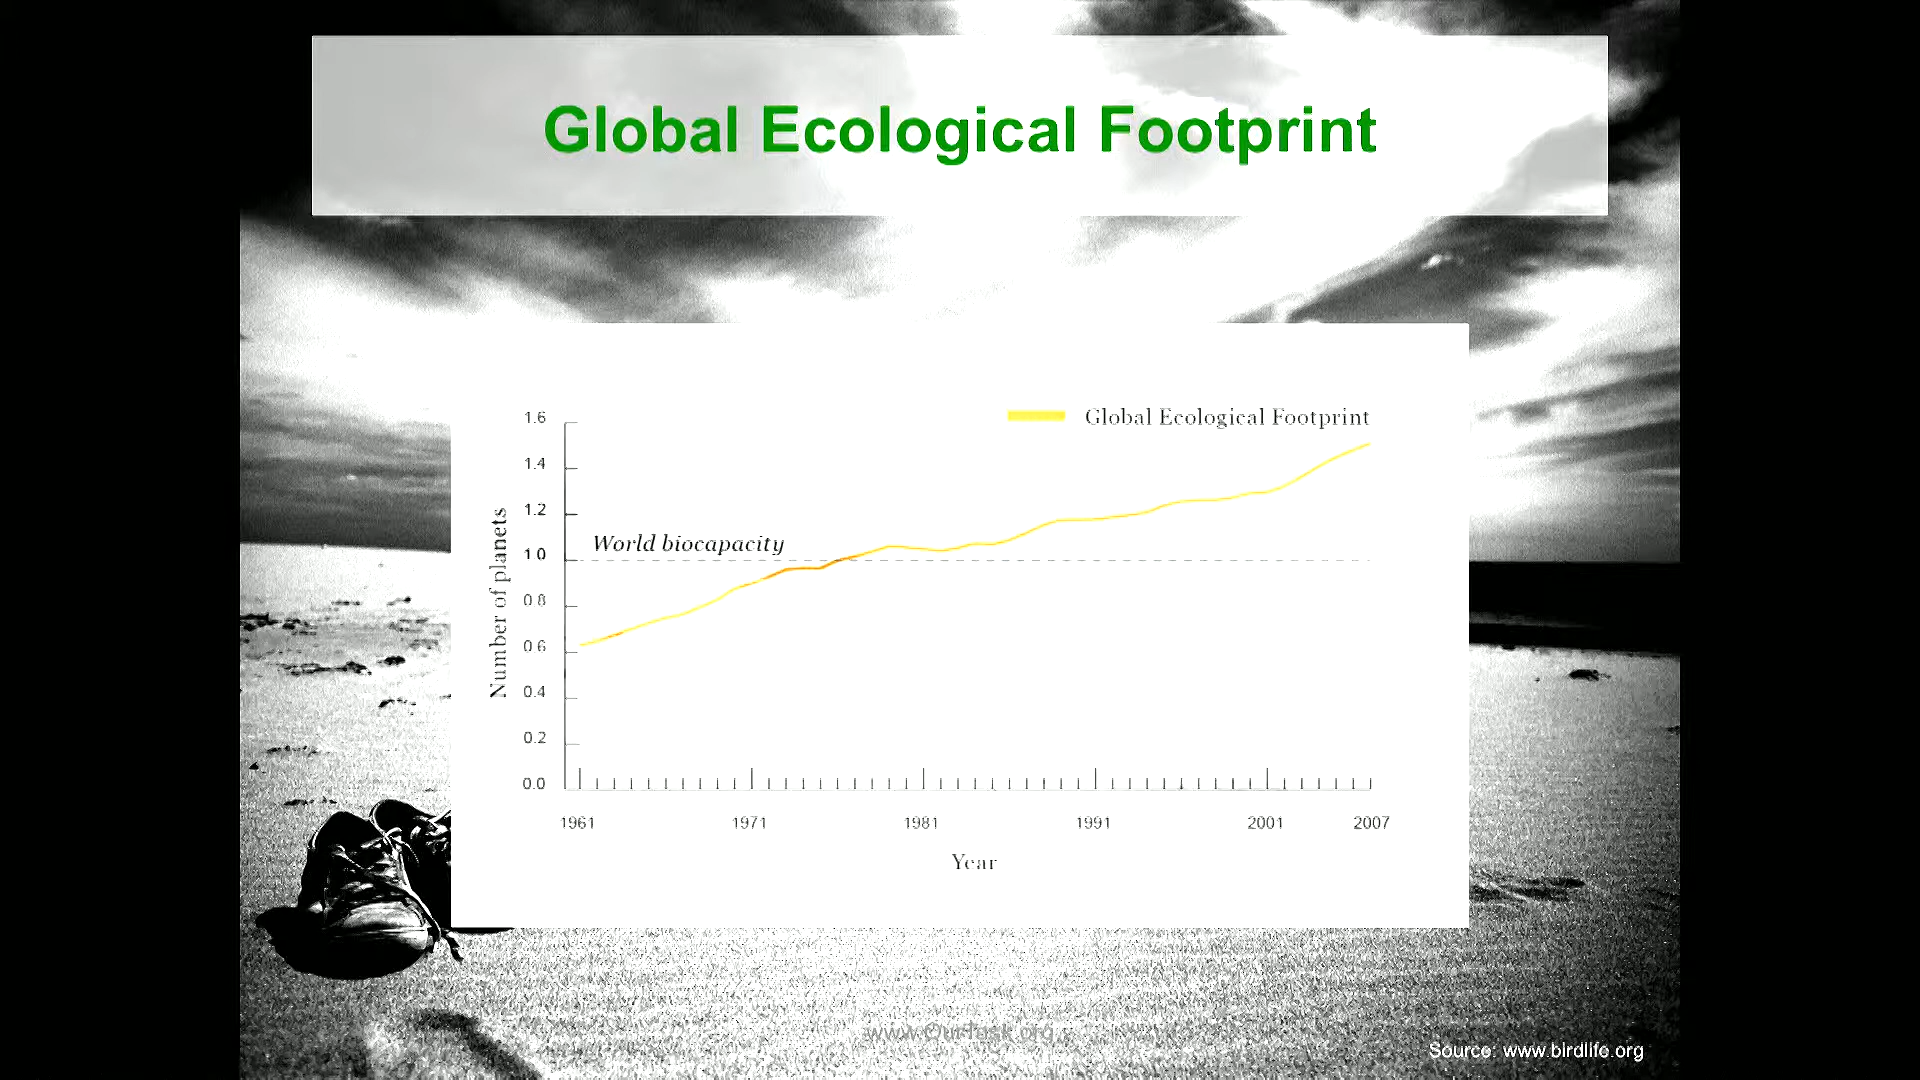 Global Ecological Footprint
Global Ecological Footprint
1.6
1.4
1.2
1.0
0.8
0.6
0.4
0.2
0.0
Number of planets
World biocapacity
1961 1971 1981 1991 2001 2007
Year
www.OurTask.org
Source: www.birdlife.org